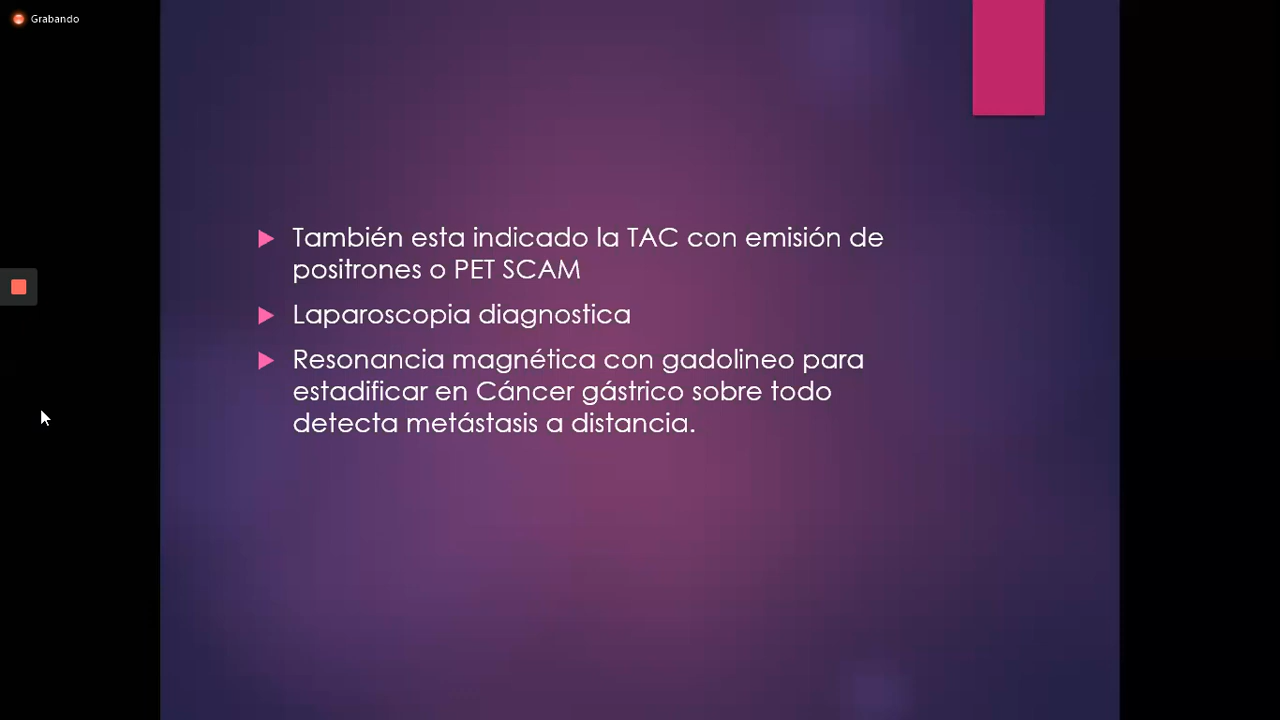 Grabando
También esta indicado la TAC con emisión de
positrones o PET SCAM
Laparoscopia diagnostica
Resonancia magnética con gadolineo para
estadificar en Cáncer gástrico sobre todo
detecta metástasis a distancia.